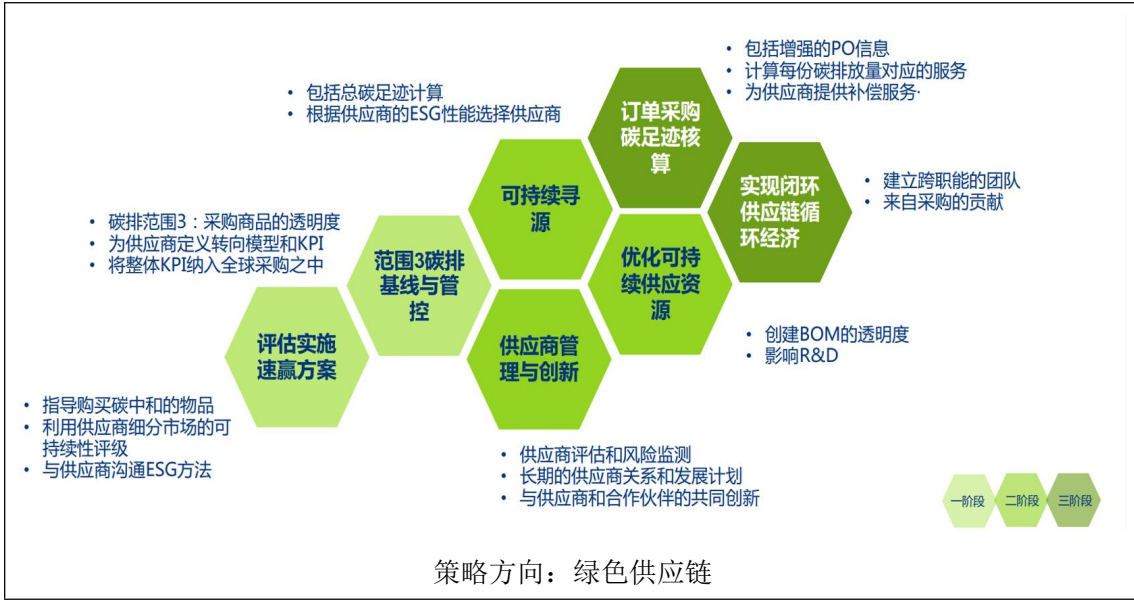 • 包括增强的PO信息
• 计算每份碳排放量对应的服务
• 为供应商提供补偿服务·
• 包括总碳足迹计算
• 根据供应商的ESG性能选择供应商
订单采购
碳足迹核
算
可持续寻
源
实现闭环
供应链循
环经济
• 建立跨职能的团队
• 来自采购的贡献
• 碳排范围3：采购商品的透明度
• 为供应商定义转向模型和KPI
• 将整体KPI纳入全球采购之中
范围3碳排
基线与管
控
优化可持
续供应资
源
评估实施
速赢方案
供应商管
理与创新
• 创建BOM的透明度
• 影响R&D
• 指导购买碳中和的物品
• 利用供应商细分市场的可
持续性评级
• 与供应商沟通ESG方法
• 供应商评估和风险监测
• 长期的供应商关系和发展计划
• 与供应商和合作伙伴的共同创新
一阶段
二阶段
三阶段
策略方向：绿色供应链